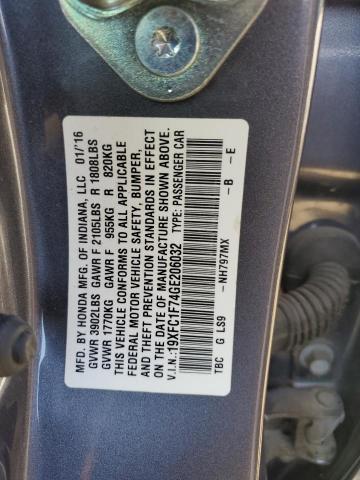 MFD. BY HONDA MFG. OF INDIANA, LLC 01/16
GVWR 3902LBS GAWR F 2105LBS R 1808LBS
GVWR 1770KG GAWR F 955KG R 820KG
THIS VEHICLE CONFORMS TO ALL APPLICABLE
FEDERAL MOTOR VEHICLE SAFETY, BUMPER,
AND THEFT PREVENTION STANDARDS IN EFFECT
ON THE DATE OF MANUFACTURE SHOWN ABOVE.
V.I.N.:19XFC1F74GE206032 TYPE: PASSENGER CAR
TBC G LS9 -NH797MX -B -E